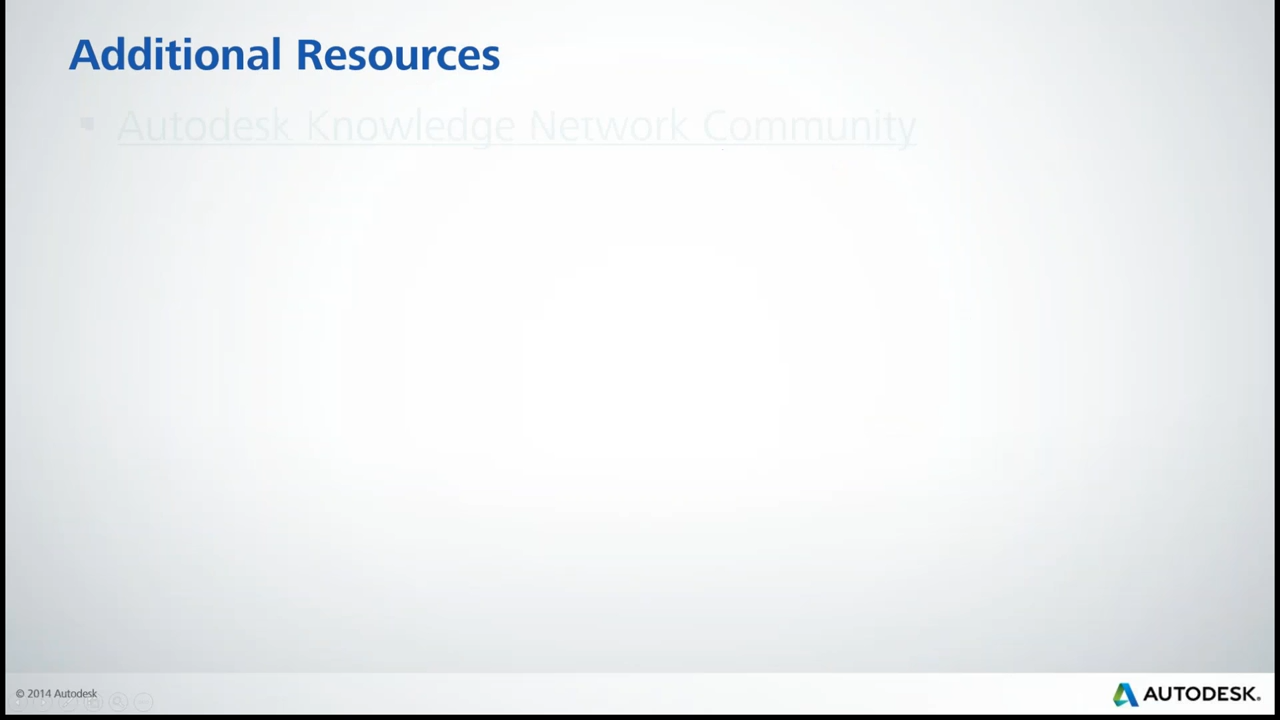 Additional Resources
▪ Autodesk Knowledge Network Community
© 2014 Autodesk
AUTODESK.